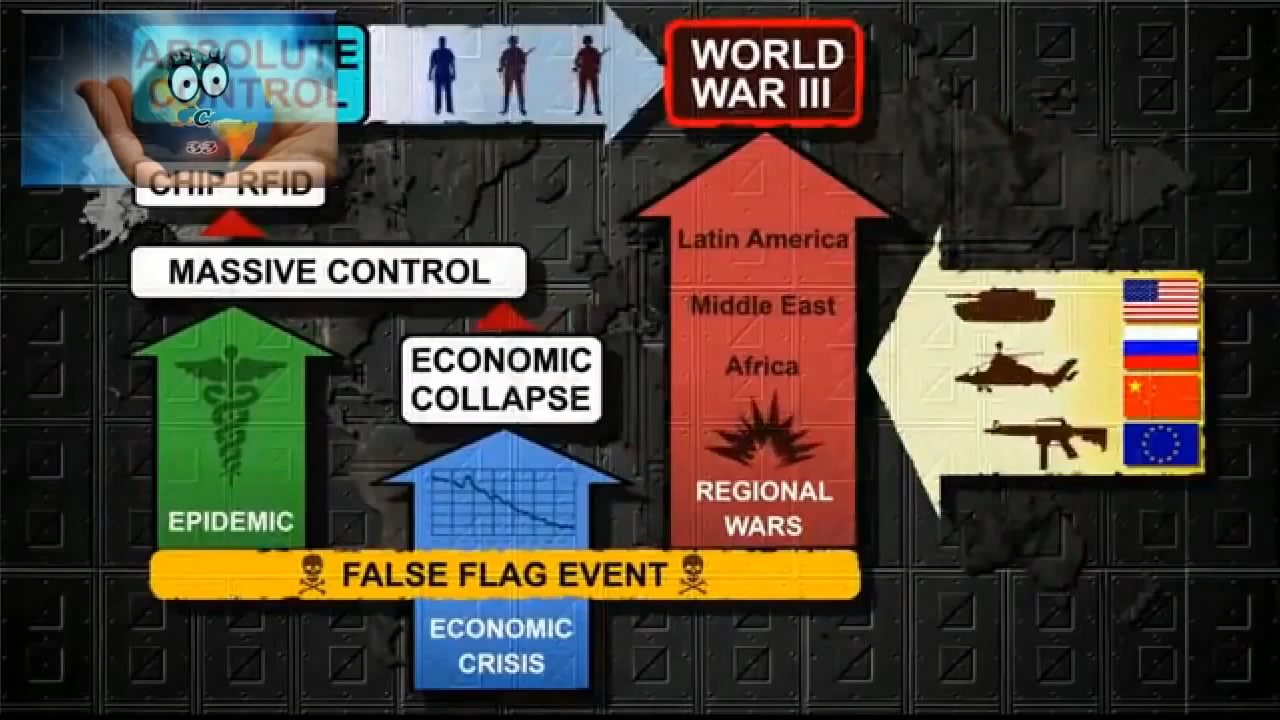 ABSOLUTE
CONTROL
C
33
CHIP RFID
WORLD
WAR III
MASSIVE CONTROL
ECONOMIC
COLLAPSE
Latin America
Middle East
Africa
REGIONAL
WARS
EPIDEMIC
FALSE FLAG EVENT
ECONOMIC
CRISIS